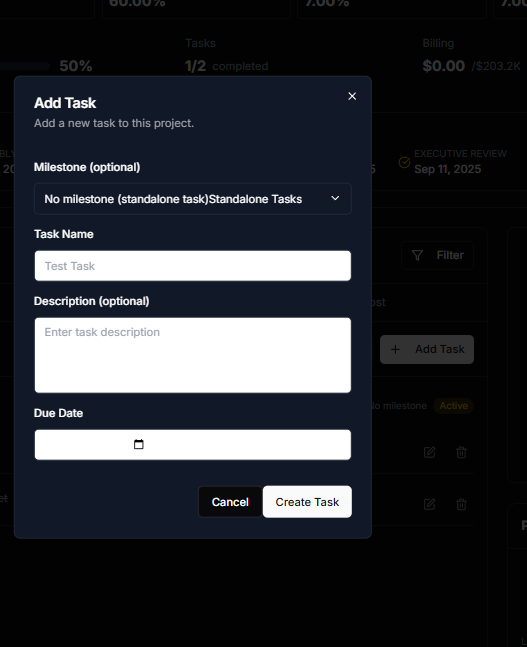 60.00%
7.00%
7.00
Tasks
Billing
50%
1/2 completed
$0.00 /$203.2K
Add Task
Add a new task to this project.
EXECUTIVE REVIEW
Sep 11, 2025
Milestone (optional)
No milestone (standalone task)Standalone Tasks
Task Name
Filter
Test Task
Description (optional)
ost
Enter task description
Add Task
No milestone
Active
Due Date
Cancel
Create Task